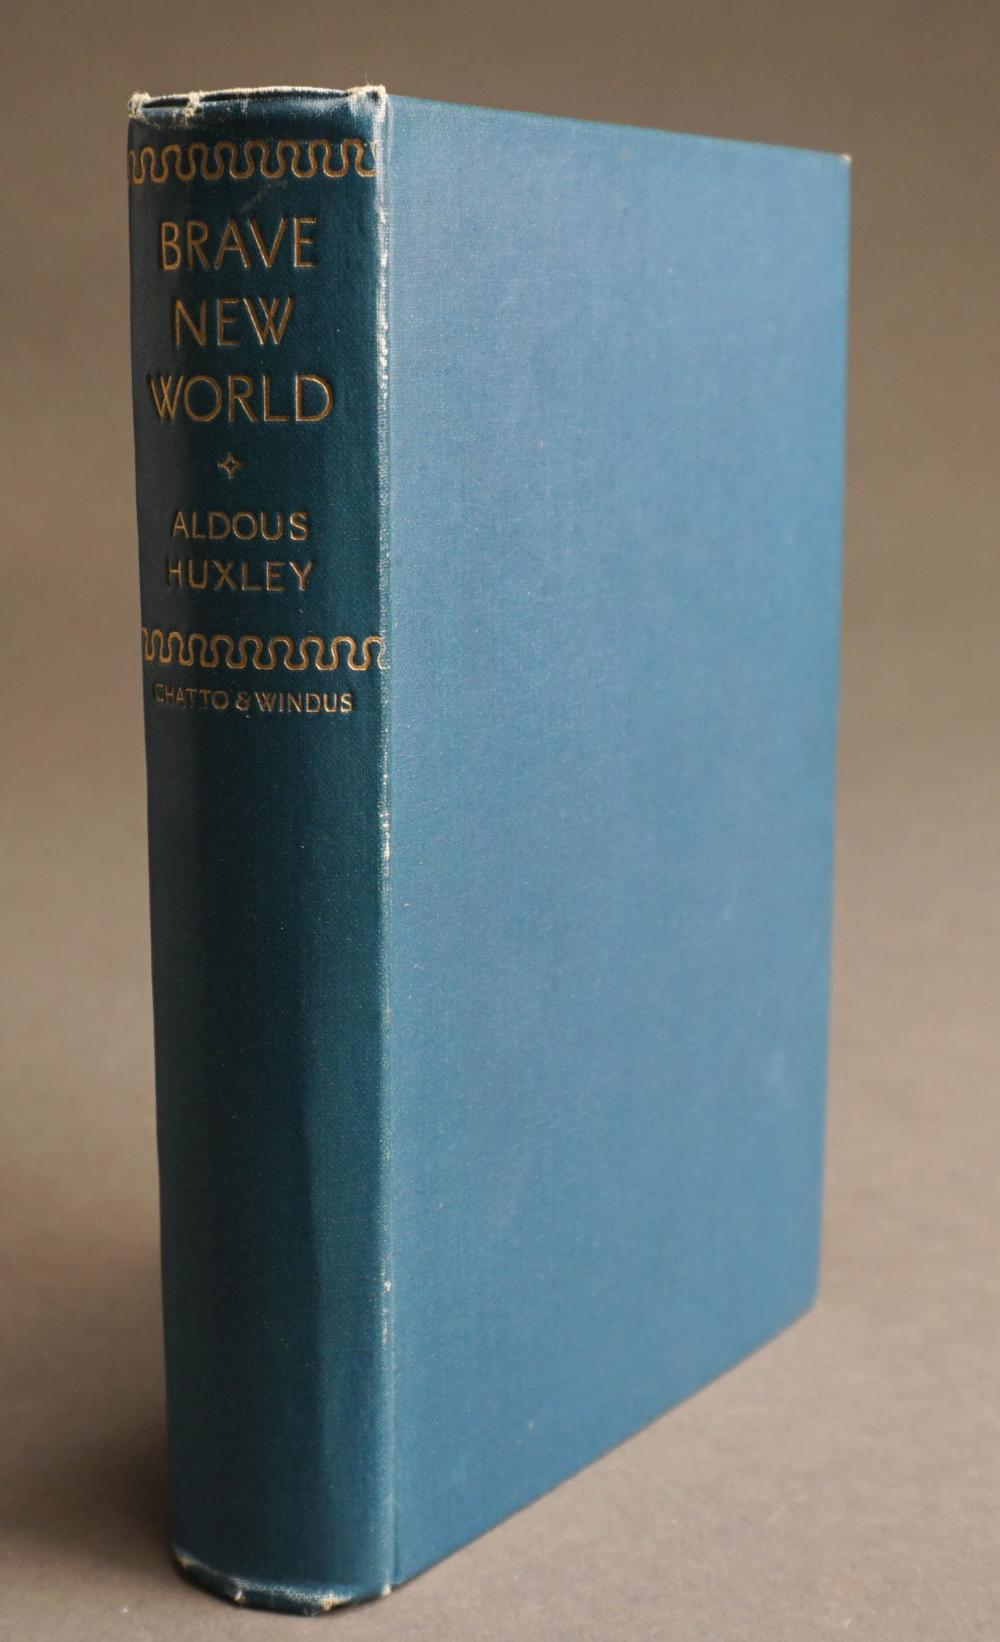 BRAVE
NEW
WORLD
ALDOUS
HUXLEY
CHATTO & WINDUS